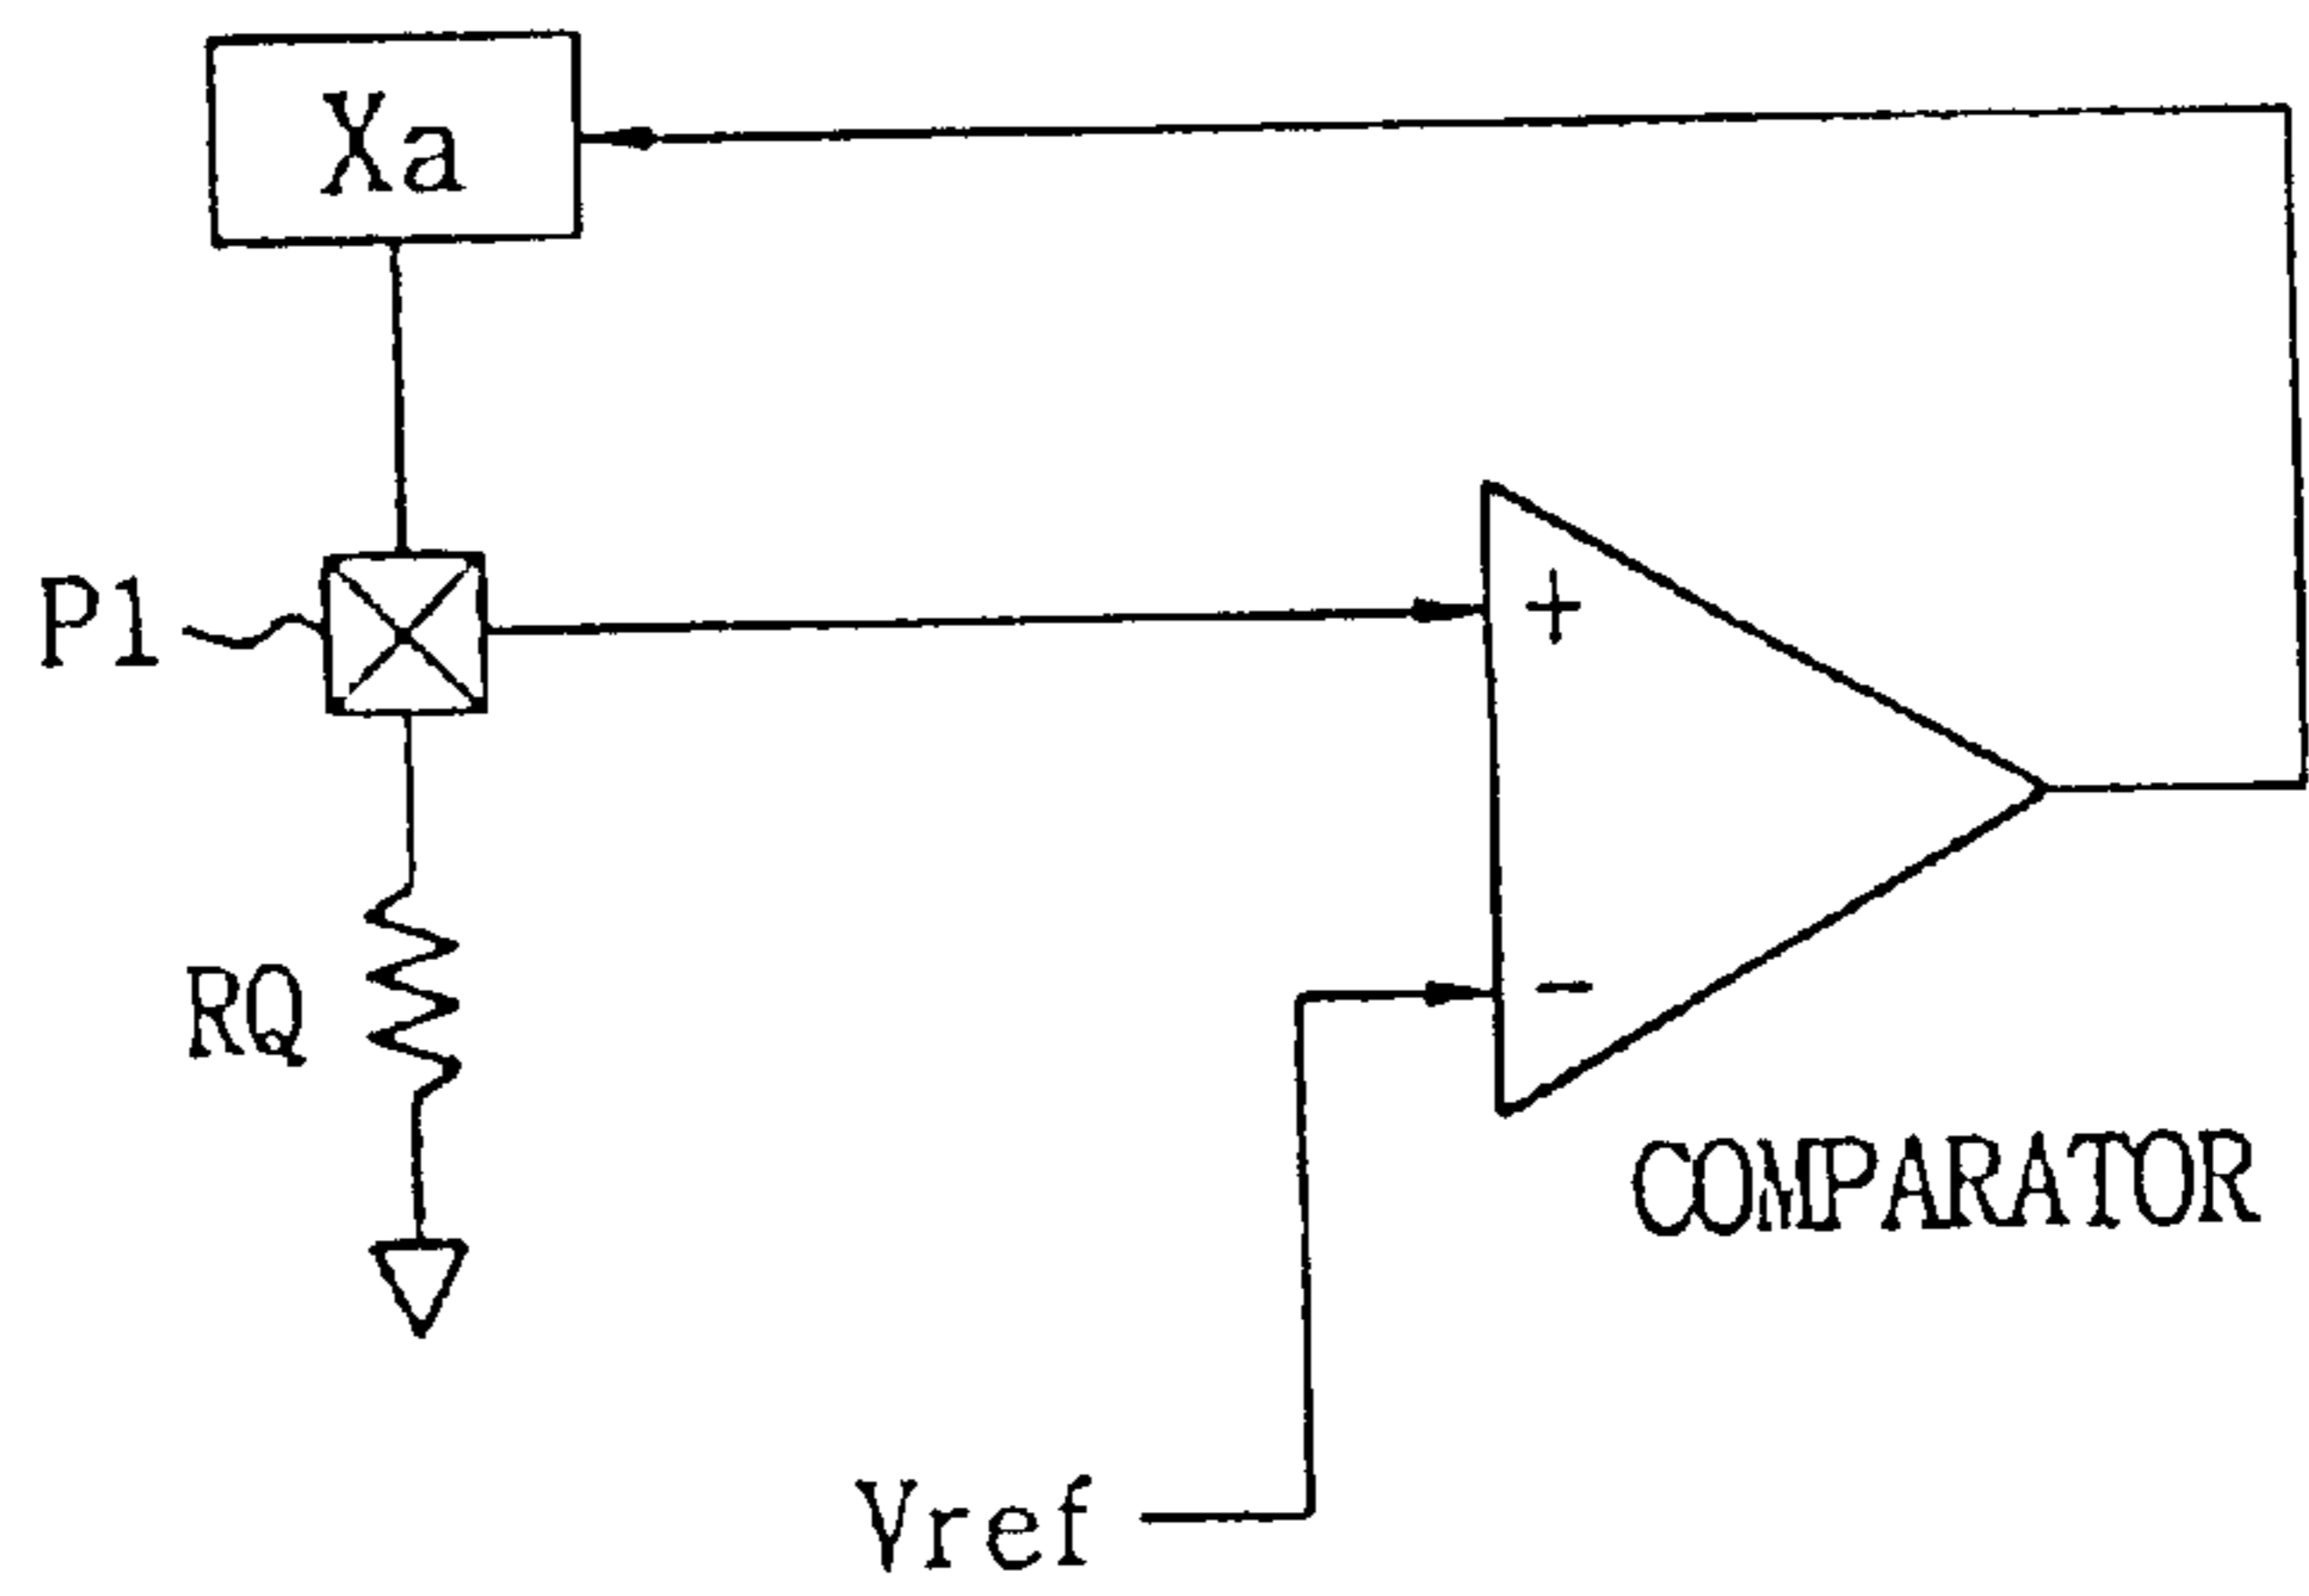 Xa
P1
+
RQ
-
COMPARATOR
Vref